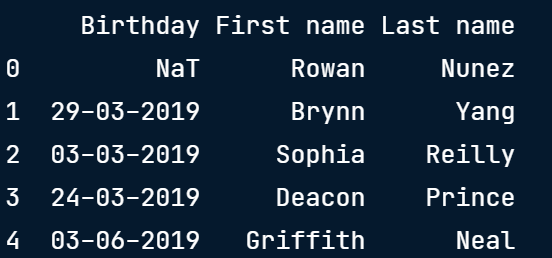 Birthday First name Last name
0 NaT Rowan Nunez
1 29-03-2019 Brynn Yang
2 03-03-2019 Sophia Reilly
3 24-03-2019 Deacon Prince
4 03-06-2019 Griffith Neal